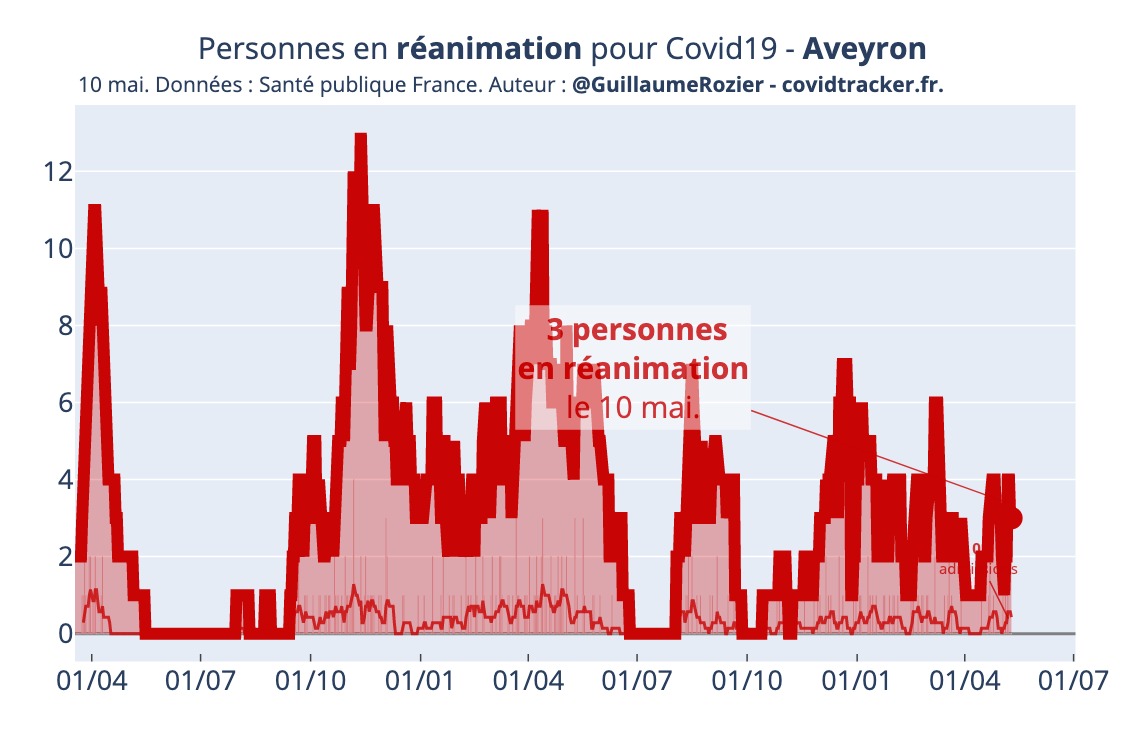 Personnes en réanimation pour Covid19 - Aveyron
10 mai. Données : Santé publique France. Auteur : @GuillaumeRozier - covidtracker.fr.
12
10
8
6
4
2
0
3 personnes
en réanimation
le 10 mai.
0
01/04 01/07 01/10 01/01 01/04 01/07 01/10 01/01 01/04 01/07